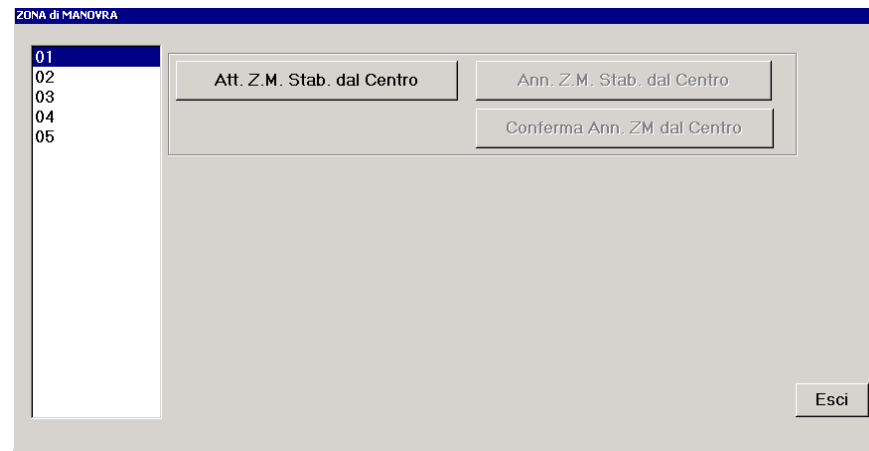 ZONA di MANOVRA
01
02
03
04
05
Att. Z.M. Stab. dal Centro
Ann. Z.M. Stab. dal Centro
Conferma Ann. ZM dal Centro
Esci